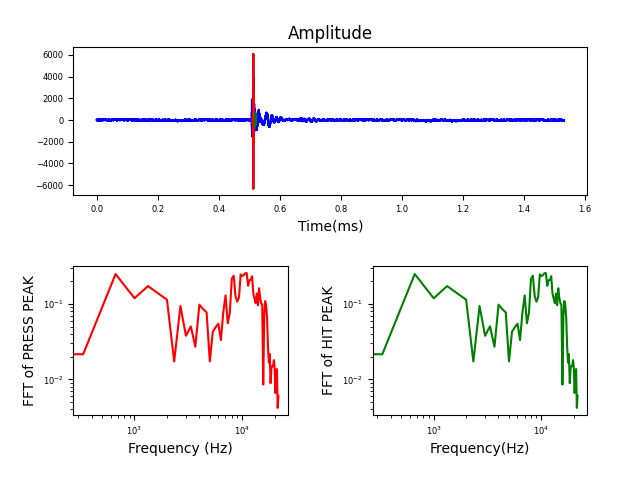 Amplitude
6000
4000
2000
0
−2000
−4000
−6000
0.0 0.2 0.4 0.6 0.8 1.0 1.2 1.4 1.6
Time(ms)
FFT of PRESS PEAK
10⁻¹
10⁻²
10³ 10⁴
Frequency (Hz)
FFT of HIT PEAK
10⁻¹
10⁻²
10³ 10⁴
Frequency(Hz)